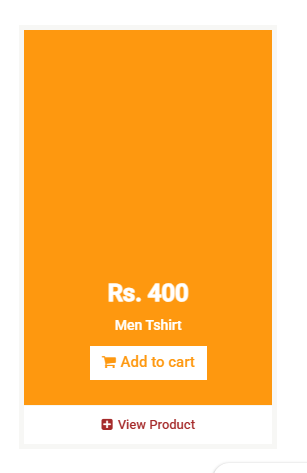 Rs. 400
Men Tshirt
Add to cart
View Product